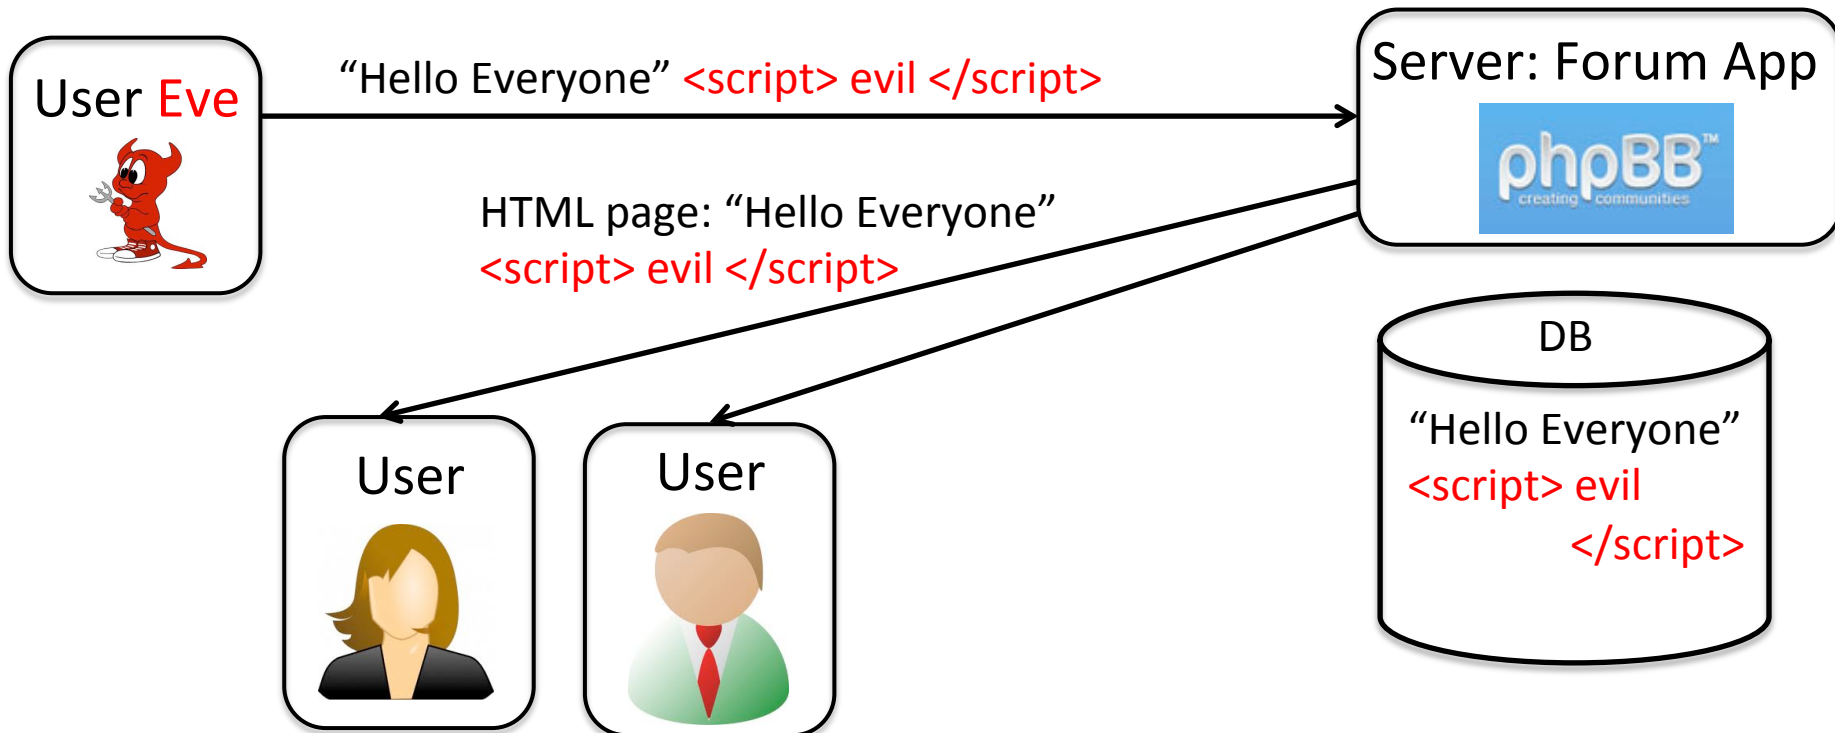 User Eve
“Hello Everyone” <script> evil </script>
Server: Forum App
phpBB™
creating communities
HTML page: “Hello Everyone”
<script> evil </script>
DB
“Hello Everyone”
<script> evil
</script>
User
User